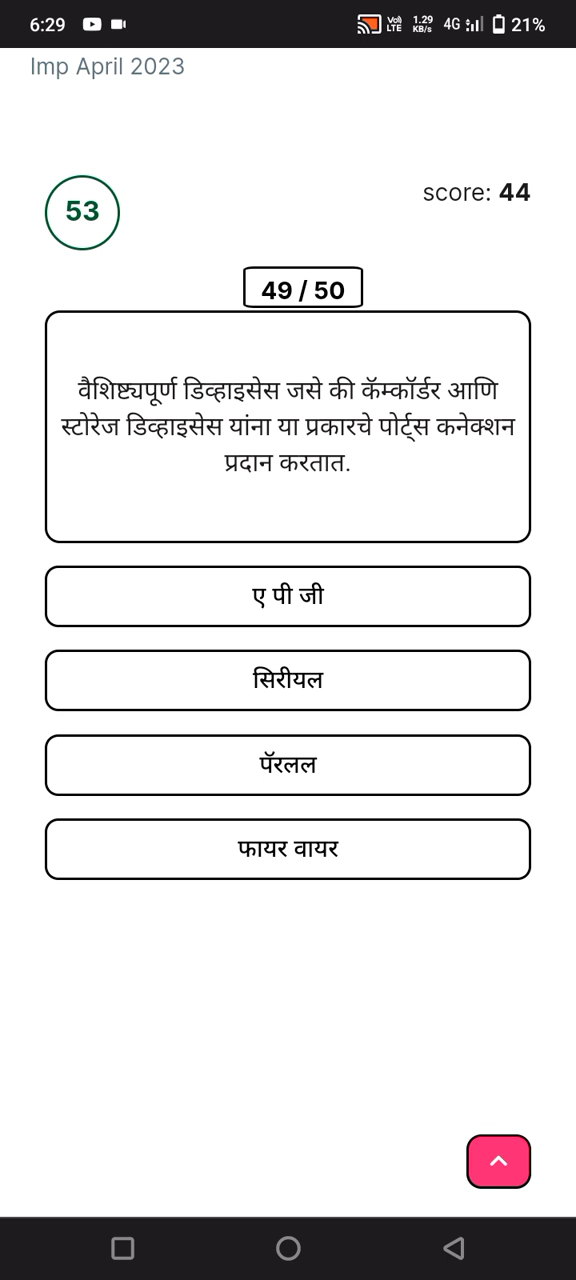 6:29
Vo) LTE 1.29 KB/s 4G 21%
Imp April 2023
53
score: 44
49 / 50
वैशिष्ट्यपूर्ण डिव्हाइसेस जसे की कॅम्कॉर्डर आणि
स्टोरेज डिव्हाइसेस यांना या प्रकारचे पोर्ट्स कनेक्शन
प्रदान करतात.
ए पी जी
सिरीयल
पॅरलल
फायर वायर